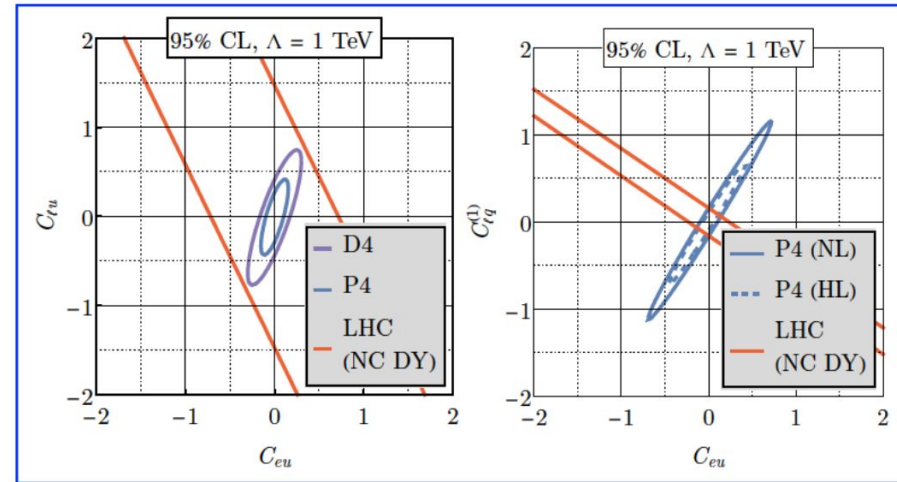 95% CL, Λ = 1 TeV
2
1
0
−1
−2
C_{ℓu}
D4
P4
LHC
(NC DY)
−2
−1
0
1
2
C_{eu}
95% CL, Λ = 1 TeV
2
1
0
−1
−2
C_{ℓq}^{(1)}
P4 (NL)
P4 (HL)
LHC
(NC DY)
−2
−1
0
1
2
C_{eu}